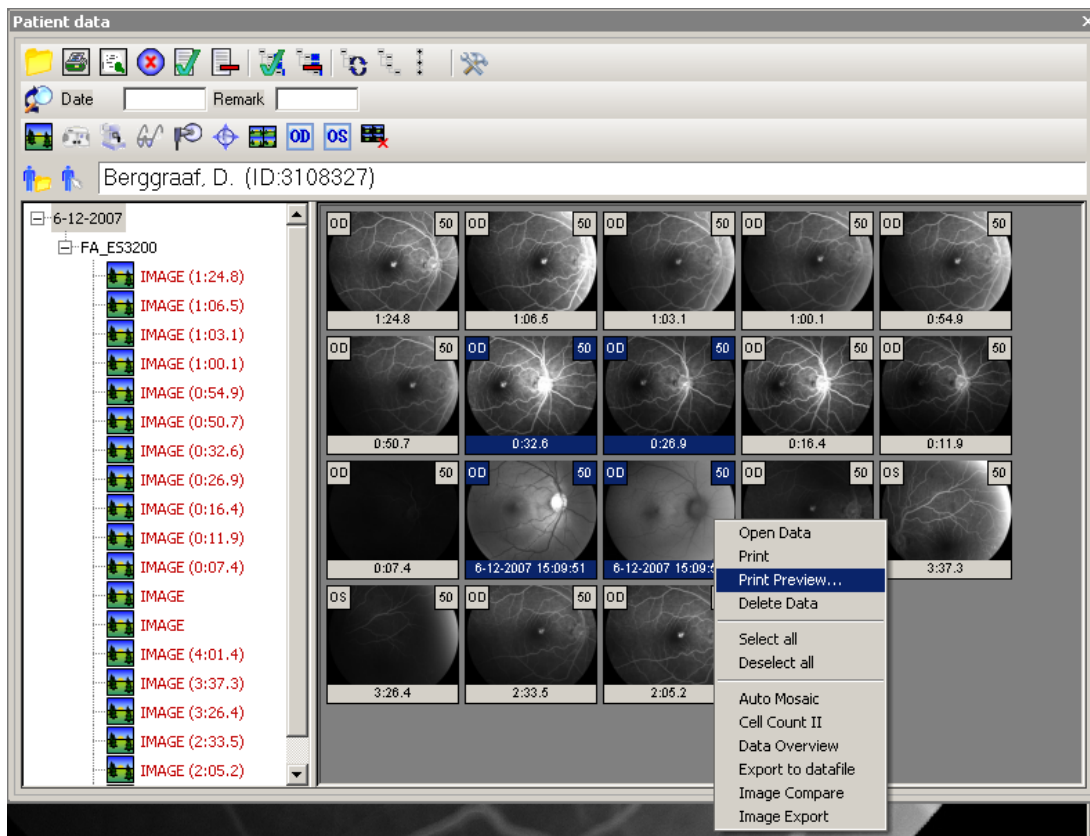 Patient data
Date Remark
OD OS
Berggraaf, D. (ID:3108327)
6-12-2007
FA_ES3200
IMAGE (1:24.8)
IMAGE (1:06.5)
IMAGE (1:03.1)
IMAGE (1:00.1)
IMAGE (0:54.9)
IMAGE (0:50.7)
IMAGE (0:32.6)
IMAGE (0:26.9)
IMAGE (0:16.4)
IMAGE (0:11.9)
IMAGE (0:07.4)
IMAGE
IMAGE
IMAGE (4:01.4)
IMAGE (3:37.3)
IMAGE (3:26.4)
IMAGE (2:33.5)
IMAGE (2:05.2)
OD 50 OD 50 OD 50 OD 50 OD 50
1:24.8 1:06.5 1:03.1 1:00.1 0:54.9
OD 50 OD 50 OD 50 OD 50 OD 50
0:50.7 0:32.6 0:26.9 0:16.4 0:11.9
OD 50 OD 50 OD 50 OD 50 OS 50
0:07.4 6-12-2007 15:09:51 6-12-2007 15:09: 3:37.3
OS 50 OD 50 OD
3:26.4 2:33.5 2:05.2
Open Data
Print
Print Preview...
Delete Data
Select all
Deselect all
Auto Mosaic
Cell Count II
Data Overview
Export to datafile
Image Compare
Image Export